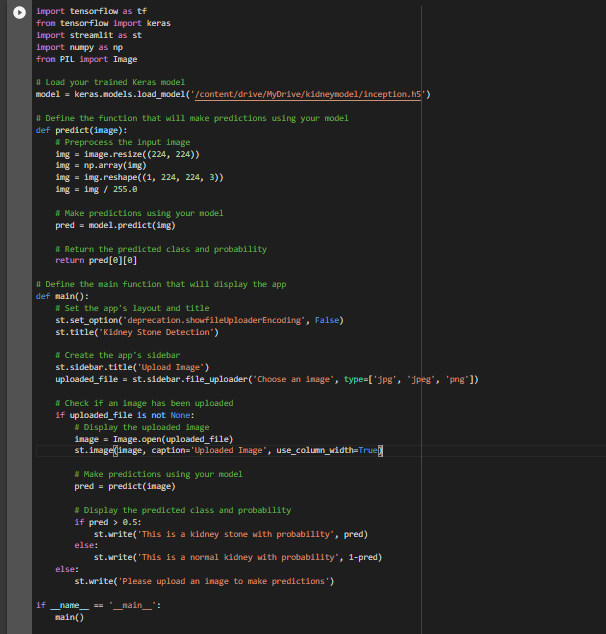 import tensorflow as tf
from tensorflow import keras
import streamlit as st
import numpy as np
from PIL import Image

# Load your trained Keras model
model = keras.models.load_model('/content/drive/MyDrive/kidneymodel/inception.h5')

# Define the function that will make predictions using your model
def predict(image):
    # Preprocess the input image
    img = image.resize((224, 224))
    img = np.array(img)
    img = img.reshape((1, 224, 224, 3))
    img = img / 255.0

    # Make predictions using your model
    pred = model.predict(img)

    # Return the predicted class and probability
    return pred[0][0]

# Define the main function that will display the app
def main():
    # Set the app's layout and title
    st.set_option('deprecation.showfileUploaderEncoding', False)
    st.title('Kidney Stone Detection')

    # Create the app's sidebar
    st.sidebar.title('Upload Image')
    uploaded_file = st.sidebar.file_uploader('Choose an image', type=['jpg', 'jpeg', 'png'])

    # Check if an image has been uploaded
    if uploaded_file is not None:
        # Display the uploaded image
        image = Image.open(uploaded_file)
        st.image(image, caption='Uploaded Image', use_column_width=True)

        # Make predictions using your model
        pred = predict(image)

        # Display the predicted class and probability
        if pred > 0.5:
            st.write('This is a kidney stone with probability', pred)
        else:
            st.write('This is a normal kidney with probability', 1-pred)
    else:
        st.write('Please upload an image to make predictions')

if __name__ == '__main__':
    main()